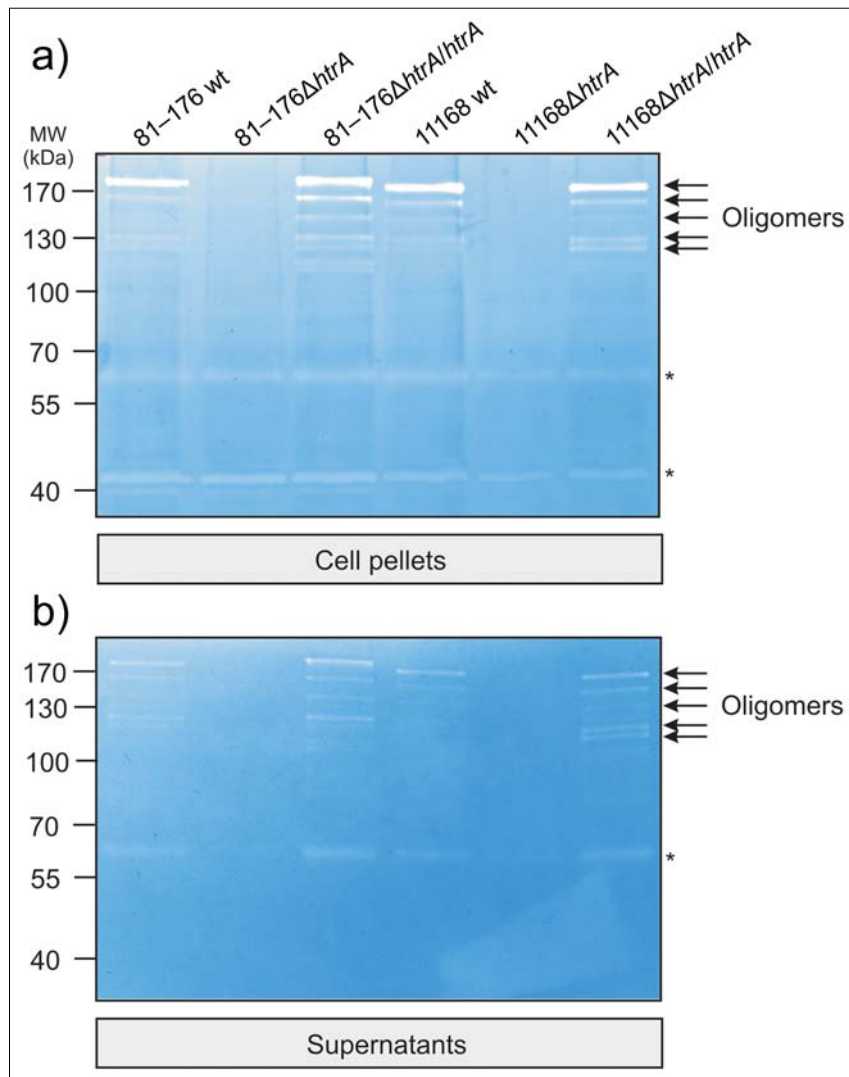 a)
81–176 wt
81–176ΔhtrA
81–176ΔhtrA/htrA
11168 wt
11168ΔhtrA
11168ΔhtrA/htrA
MW
(kDa)
170
130
100
70
55
40
Oligomers
*
*
Cell pellets
b)
170
130
100
70
55
40
Oligomers
*
Supernatants